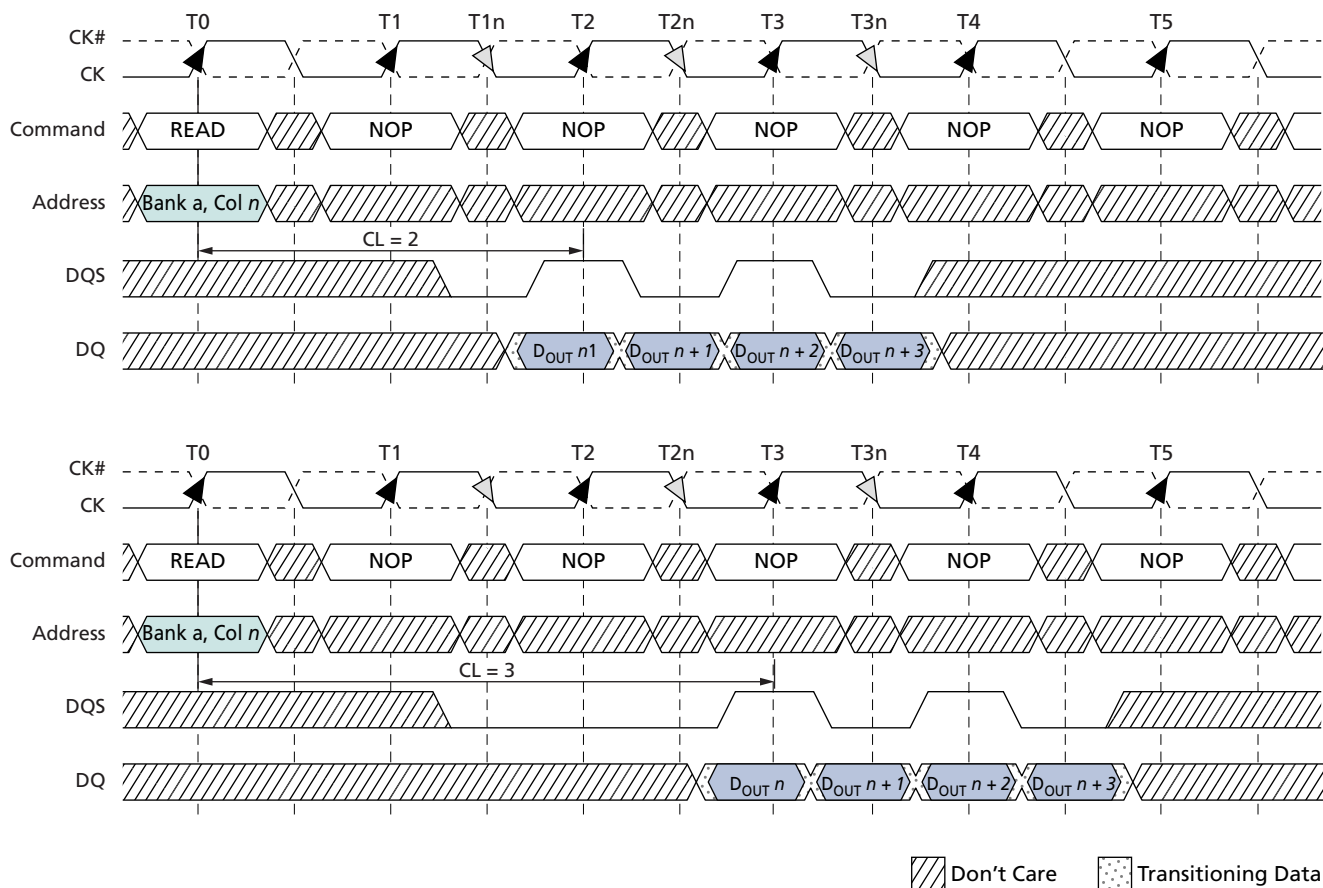 T0 T1 T1n T2 T2n T3 T3n T4 T5
CK#
CK
Command READ NOP NOP NOP NOP NOP
Address Bank a, Col n
CL = 2
DQS
DQ DOUT n1 DOUT n + 1 DOUT n + 2 DOUT n + 3
T0 T1 T2 T2n T3 T3n T4 T5
CK#
CK
Command READ NOP NOP NOP NOP NOP
Address Bank a, Col n
CL = 3
DQS
DQ DOUT n DOUT n + 1 DOUT n + 2 DOUT n + 3
Don't Care Transitioning Data